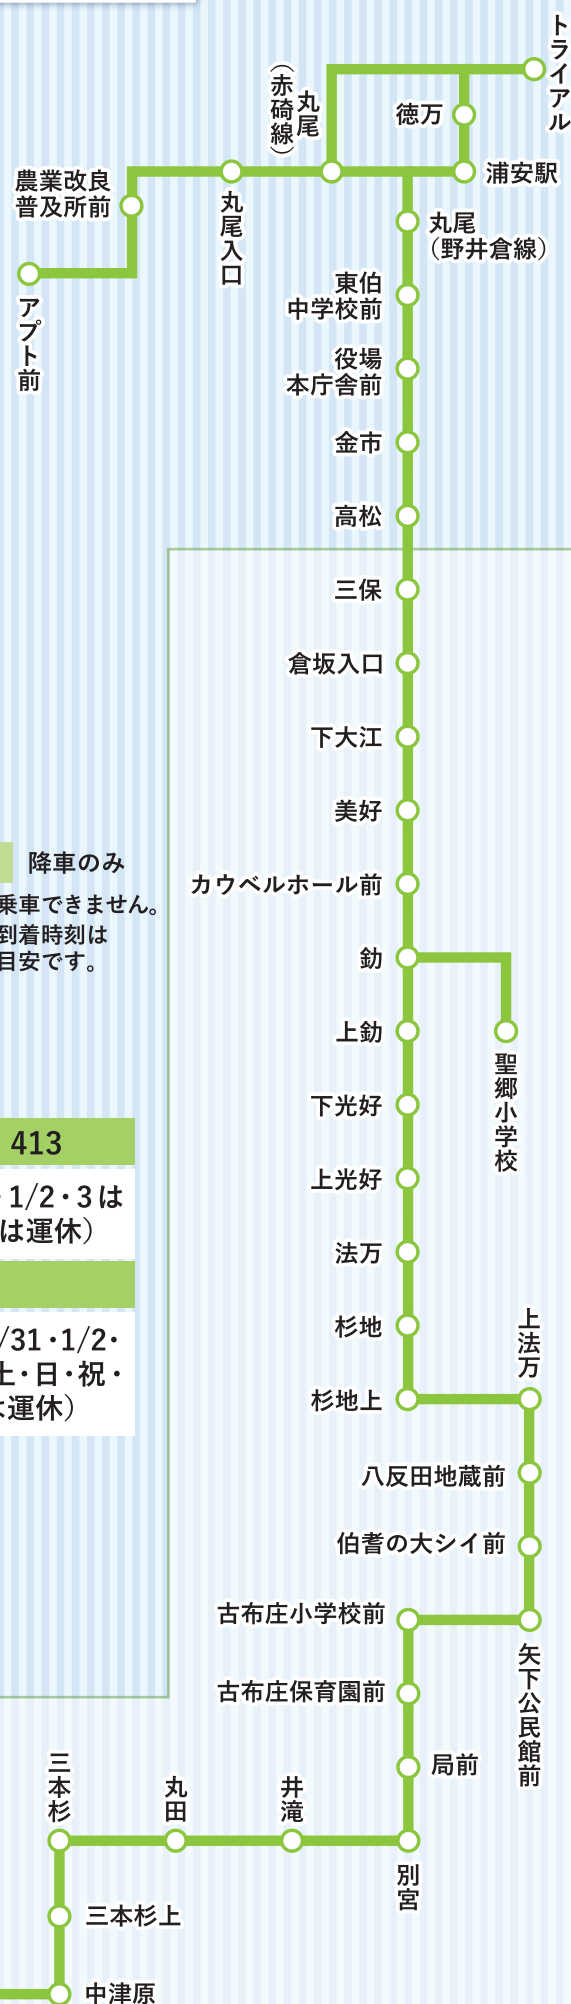 トライアル
丸尾
（赤碕線）
徳万
浦安駅
農業改良
普及所前
丸尾入口
アプト前
丸尾
（野井倉線）
東伯
中学校前
役場
本庁舎前
金市
高松
三保
倉坂入口
下大江
美好
降車のみ
乗車できません。
到着時刻は
目安です。
カウベルホール前
釛
上釛
聖郷小学校
下光好
上光好
法万
杉地
杉地上
上法万
413
・1/2・3は
は運休）
/31・1/2・
土・日・祝・
は運休）
八反田地蔵前
伯耆の大シイ前
古布庄小学校前
矢下公民館前
古布庄保育園前
局前
別宮
井滝
丸田
三本杉
三本杉上
中津原